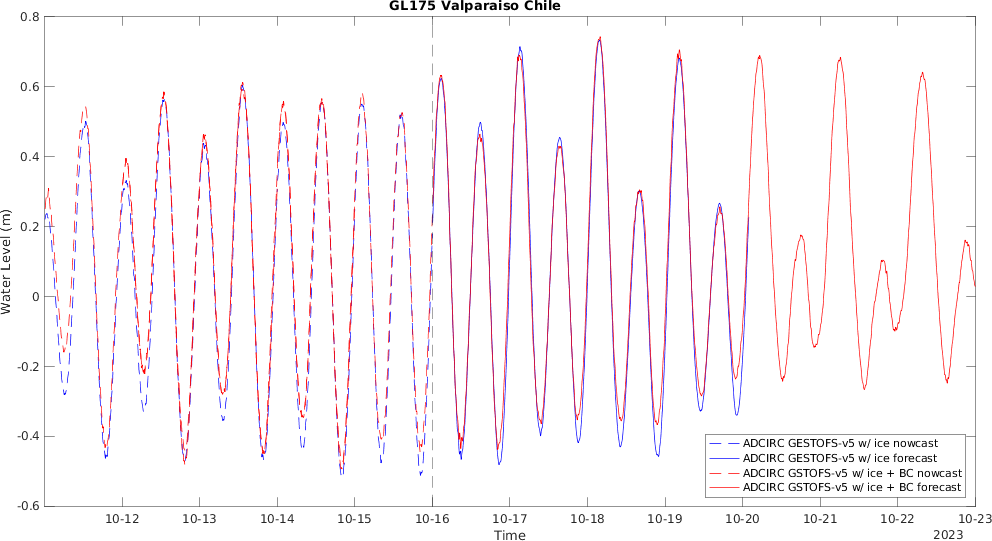 GL175 Valparaiso Chile
0.8
0.6
0.4
0.2
0
-0.2
-0.4
-0.6
Water Level (m)
ADCIRC GESTOFS-v5 w/ ice nowcast
ADCIRC GESTOFS-v5 w/ ice forecast
ADCIRC GSTOFS-v5 w/ ice + BC nowcast
ADCIRC GSTOFS-v5 w/ ice + BC forecast
10-12 10-13 10-14 10-15 10-16 10-17 10-18 10-19 10-20 10-21 10-22 10-23
Time
2023